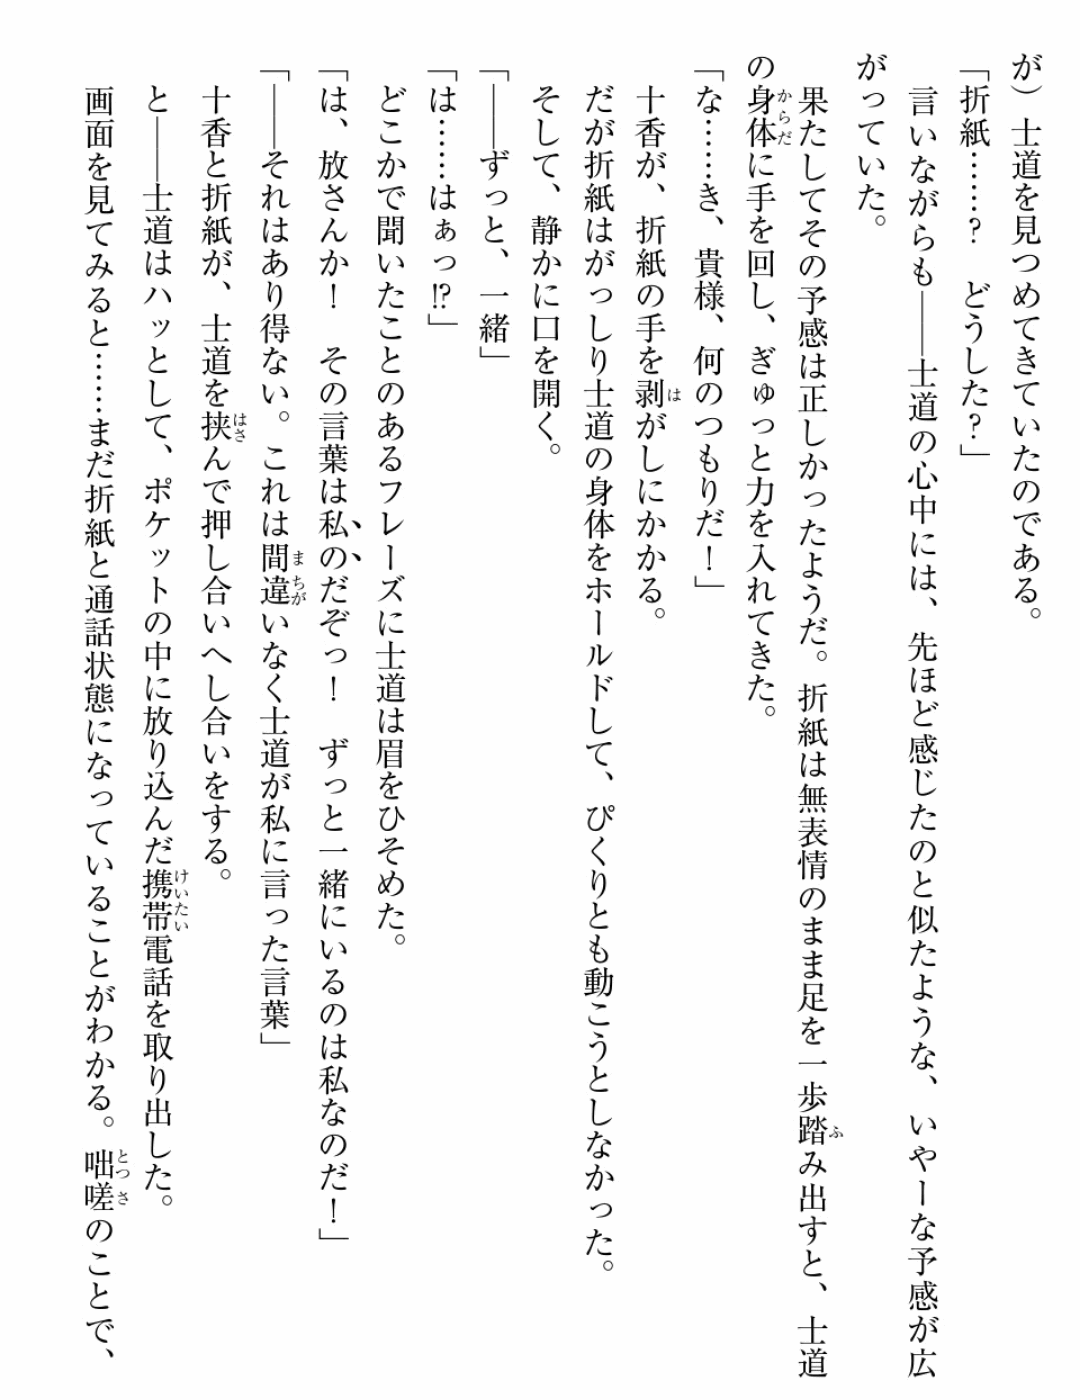 が）士道を見つめてきていたのである。
「折紙……？　どうした？」
　言いながらも――士道の心中には、先ほど感じたのと似たような、いやーな予感が広
がっていた。
　果たしてその予感は正しかったようだ。折紙は無表情のまま足を一歩踏み出すと、士道
の身体に手を回し、ぎゅっと力を入れてきた。
「な……き、貴様、何のつもりだ！」
　十香が、折紙の手を剥がしにかかる。
　だが折紙はがっしり士道の身体をホールドして、ぴくりとも動こうとしなかった。
　そして、静かに口を開く。
「――ずっと、一緒」
「は……はぁっ!?」
　どこかで聞いたことのあるフレーズに士道は眉をひそめた。
「は、放さんか！　その言葉は私のだぞっ！　ずっと一緒にいるのは私なのだ！」
「――それはあり得ない。これは間違いなく士道が私に言った言葉」
　十香と折紙が、士道を挟んで押し合いへし合いをする。
　と――士道はハッとして、ポケットの中に放り込んだ携帯電話を取り出した。
　画面を見てみると……まだ折紙と通話状態になっていることがわかる。咄嗟のことで、